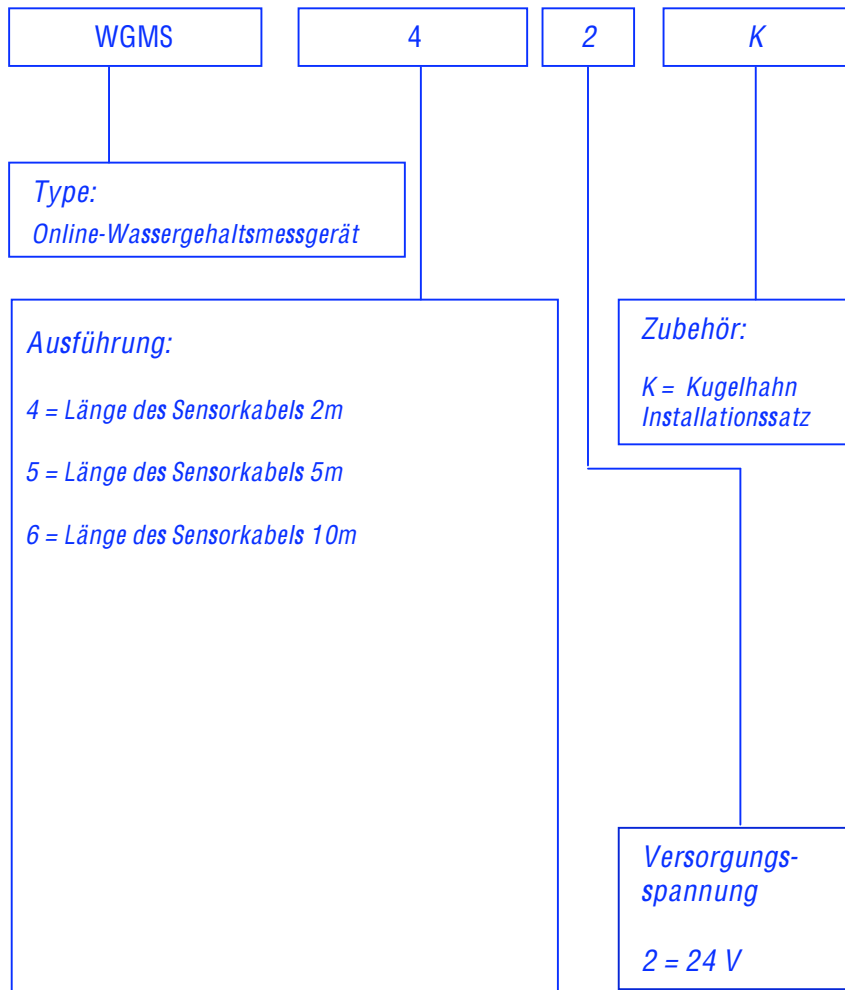 WGMS 4 2 K
Type:
Online-Wassergehaltsmessgerät
Ausführung:
4 = Länge des Sensorkabels 2m
5 = Länge des Sensorkabels 5m
6 = Länge des Sensorkabels 10m
Zubehör:
K = Kugelhahn
Installationssatz
Versorgungs-
spannung
2 = 24 V